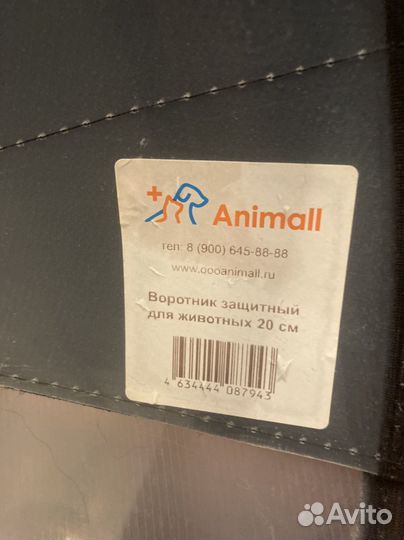 Animall
тел: 8 (900) 645-88-88
www.oooanimall.ru
Воротник защитный
для животных 20 см
4 634444 087943
Avito